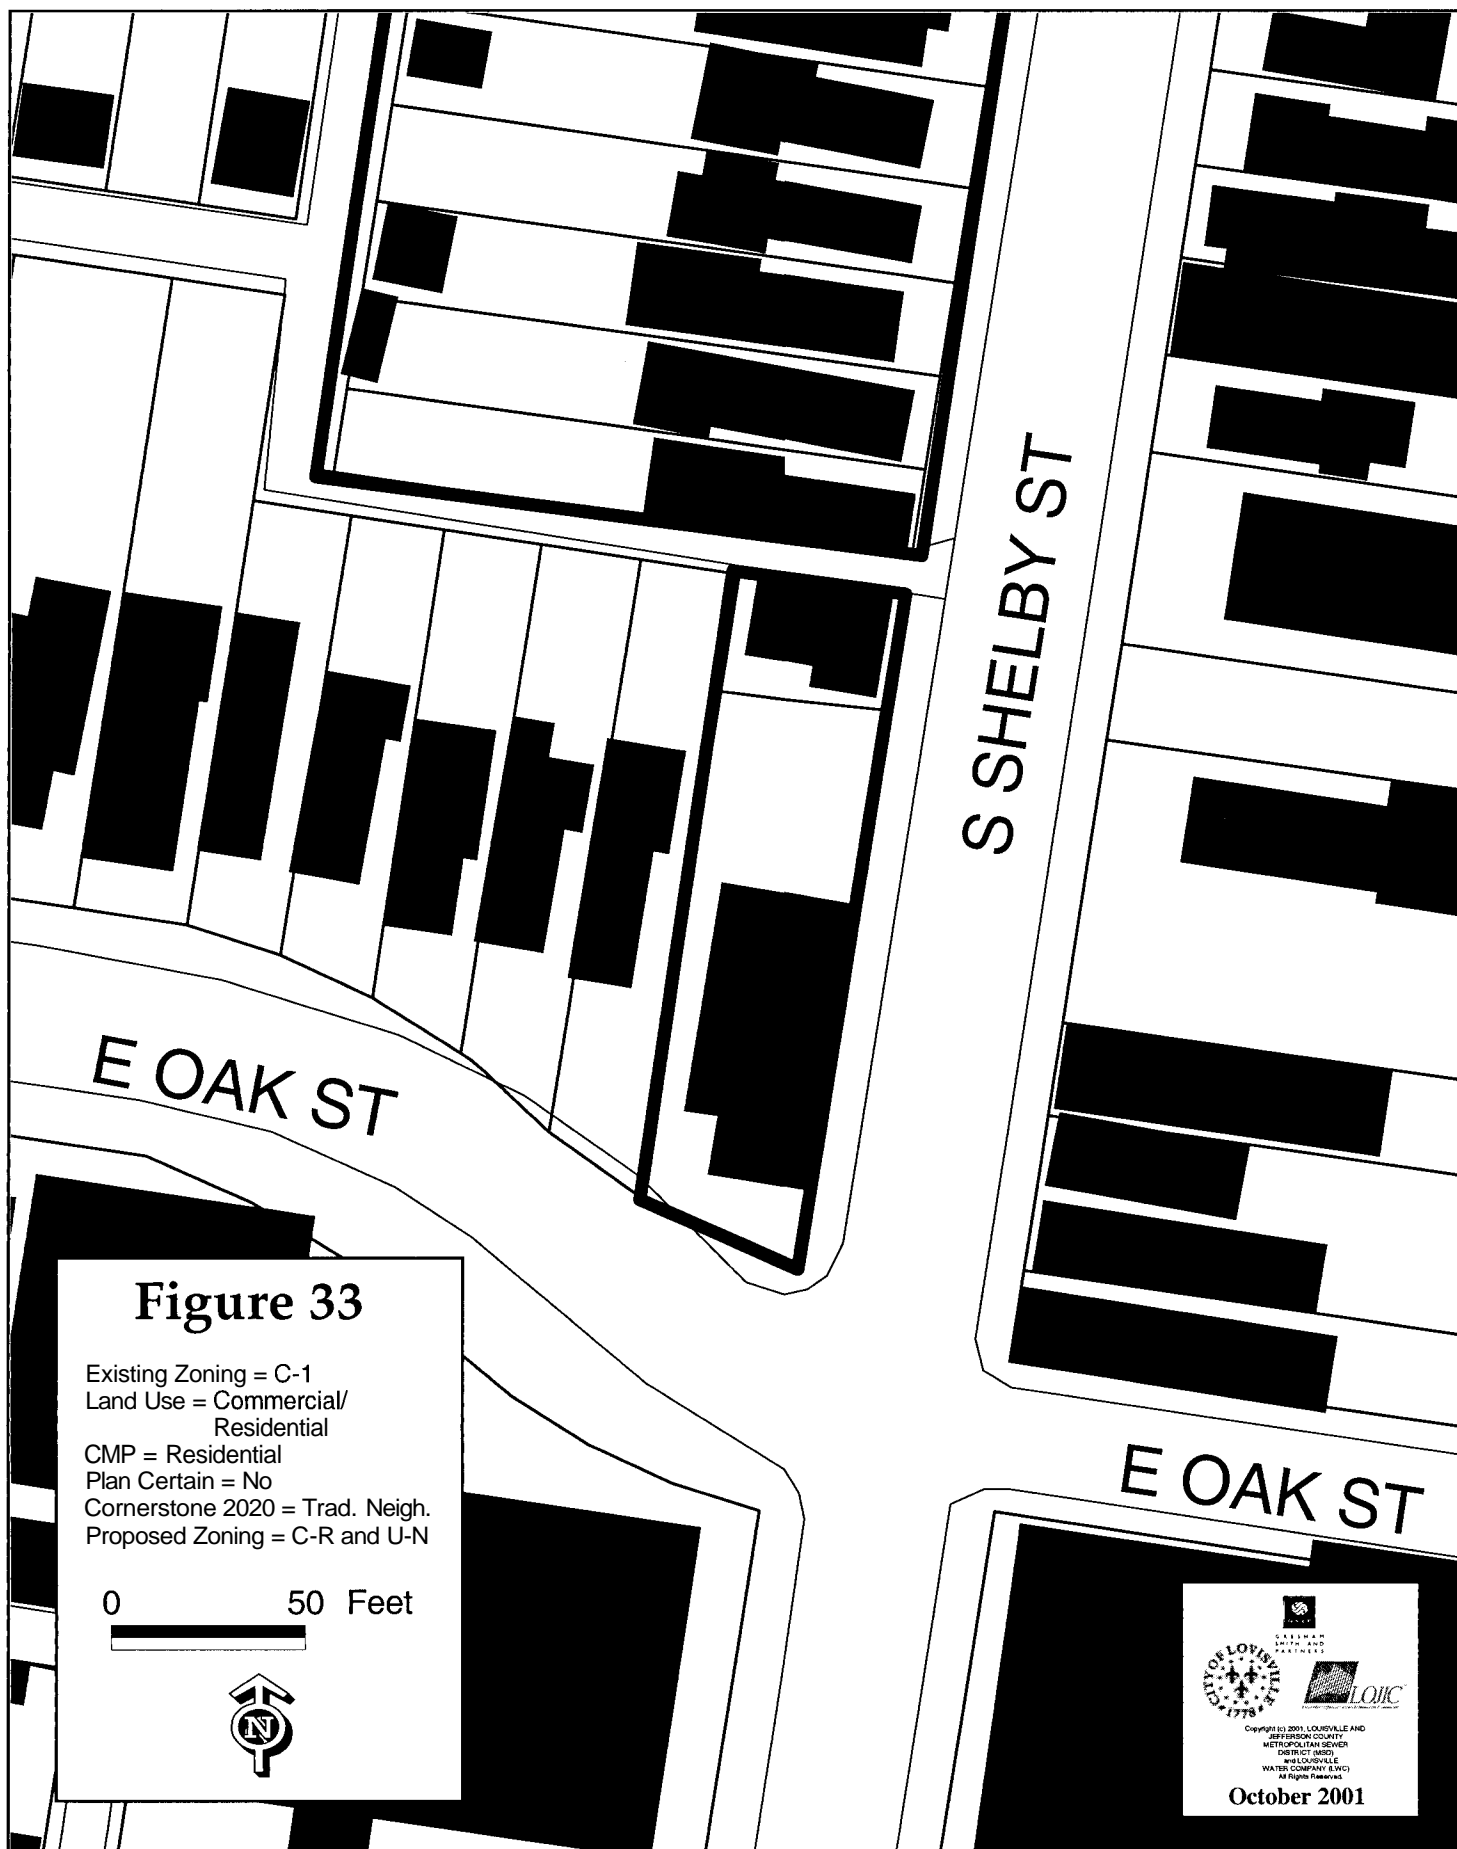 S SHELBY ST
E OAK ST
E OAK ST
Figure 33
Existing Zoning = C-1
Land Use = Commercial/
Residential
CMP = Residential
Plan Certain = No
Cornerstone 2020 = Trad. Neigh.
Proposed Zoning = C-R and U-N
0 50 Feet
N
GRESHAM
SMITH AND
PARTNERS
CITY OF LOUISVILLE
1778
LOJIC
Copyright (c) 2001, LOUISVILLE AND
JEFFERSON COUNTY
METROPOLITAN SEWER
DISTRICT (MSD)
and LOUISVILLE
WATER COMPANY (LWC)
All Rights Reserved.
October 2001